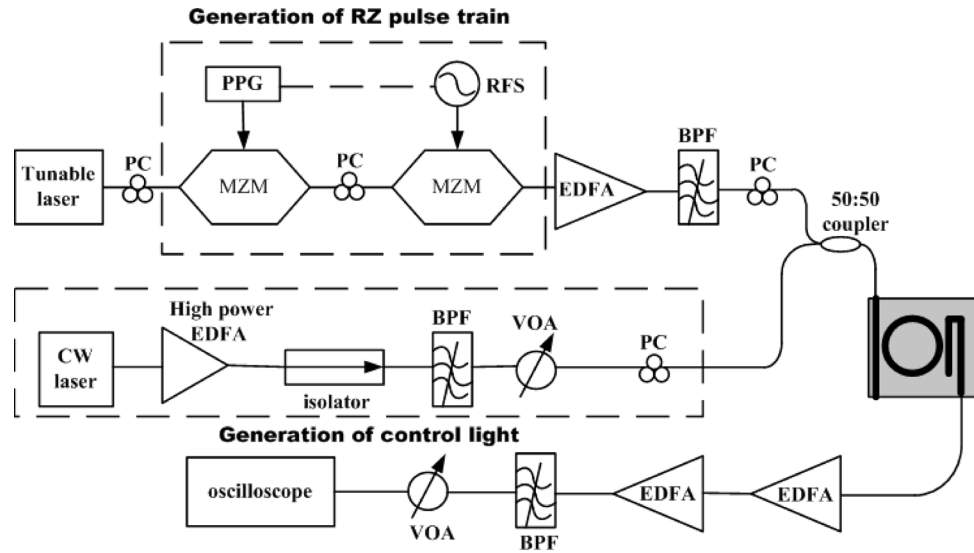 Generation of RZ pulse train
PPG
RFS
Tunable
laser
PC
MZM
PC
MZM
EDFA
BPF
PC
50:50
coupler
High power
EDFA
CW
laser
isolator
BPF
VOA
PC
Generation of control light
oscilloscope
VOA
BPF
EDFA
EDFA